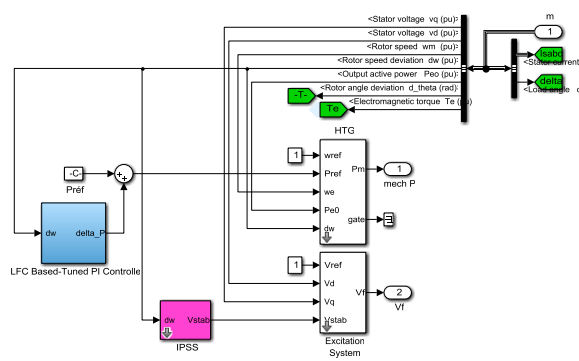 <Stator voltage vq (pu):
m
<Stator voltage vd (pu):
1
<Rotor speed wm (pu):
Isabc
<Rotor speed deviation dw (pu):
<Stator current
<Output active power Peo (pu):
delta
<Rotor angle deviation d_theta (rad)
<Load angle d
-T-
<Electromagnetic torque Te (pu)
Te
HTG
1
wref
Pm
1
-C-
Pref
mech P
Préf
we
Pe0
gate
dw
dw
delta_P
LFC Based-Tuned PI Controlle
1
Vref
Vd
Vf
2
Vq
Vf
dw
Vstab
Vstab
IPSS
Excitation
System